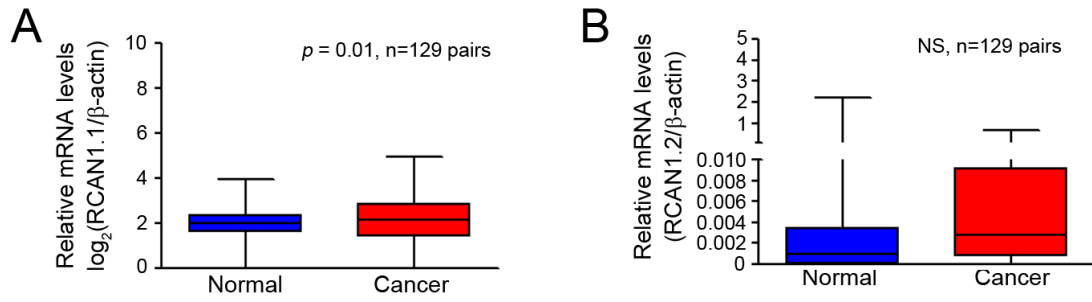 A
Relative mRNA levels
log2(RCAN1.1/β-actin)
10
8
6
4
2
0
p = 0.01, n=129 pairs
Normal
Cancer
B
Relative mRNA levels
(RCAN1.2/β-actin)
5
4
3
2
1
0.010
0.008
0.006
0.004
0.002
0
NS, n=129 pairs
Normal
Cancer